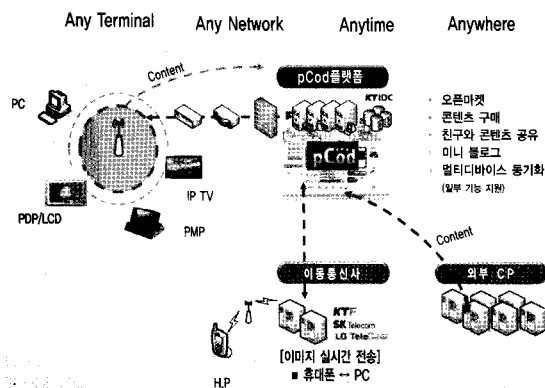 Any Terminal
Any Network
Anytime
Anywhere
Content
pCod플랫폼
PC
KT IDC
pCod
오픈마켓
콘텐츠 구매
친구와 콘텐츠 공유
미니 블로그
멀티디바이스 동기화
(일부 기능 지원)
IP TV
PDP/LCD
PMP
Content
이동통신사
외부 C.P
KTF
SK Telecom
LG TeleCom
[이미지 실시간 전송]
■ 휴대폰 ↔ PC
H.P